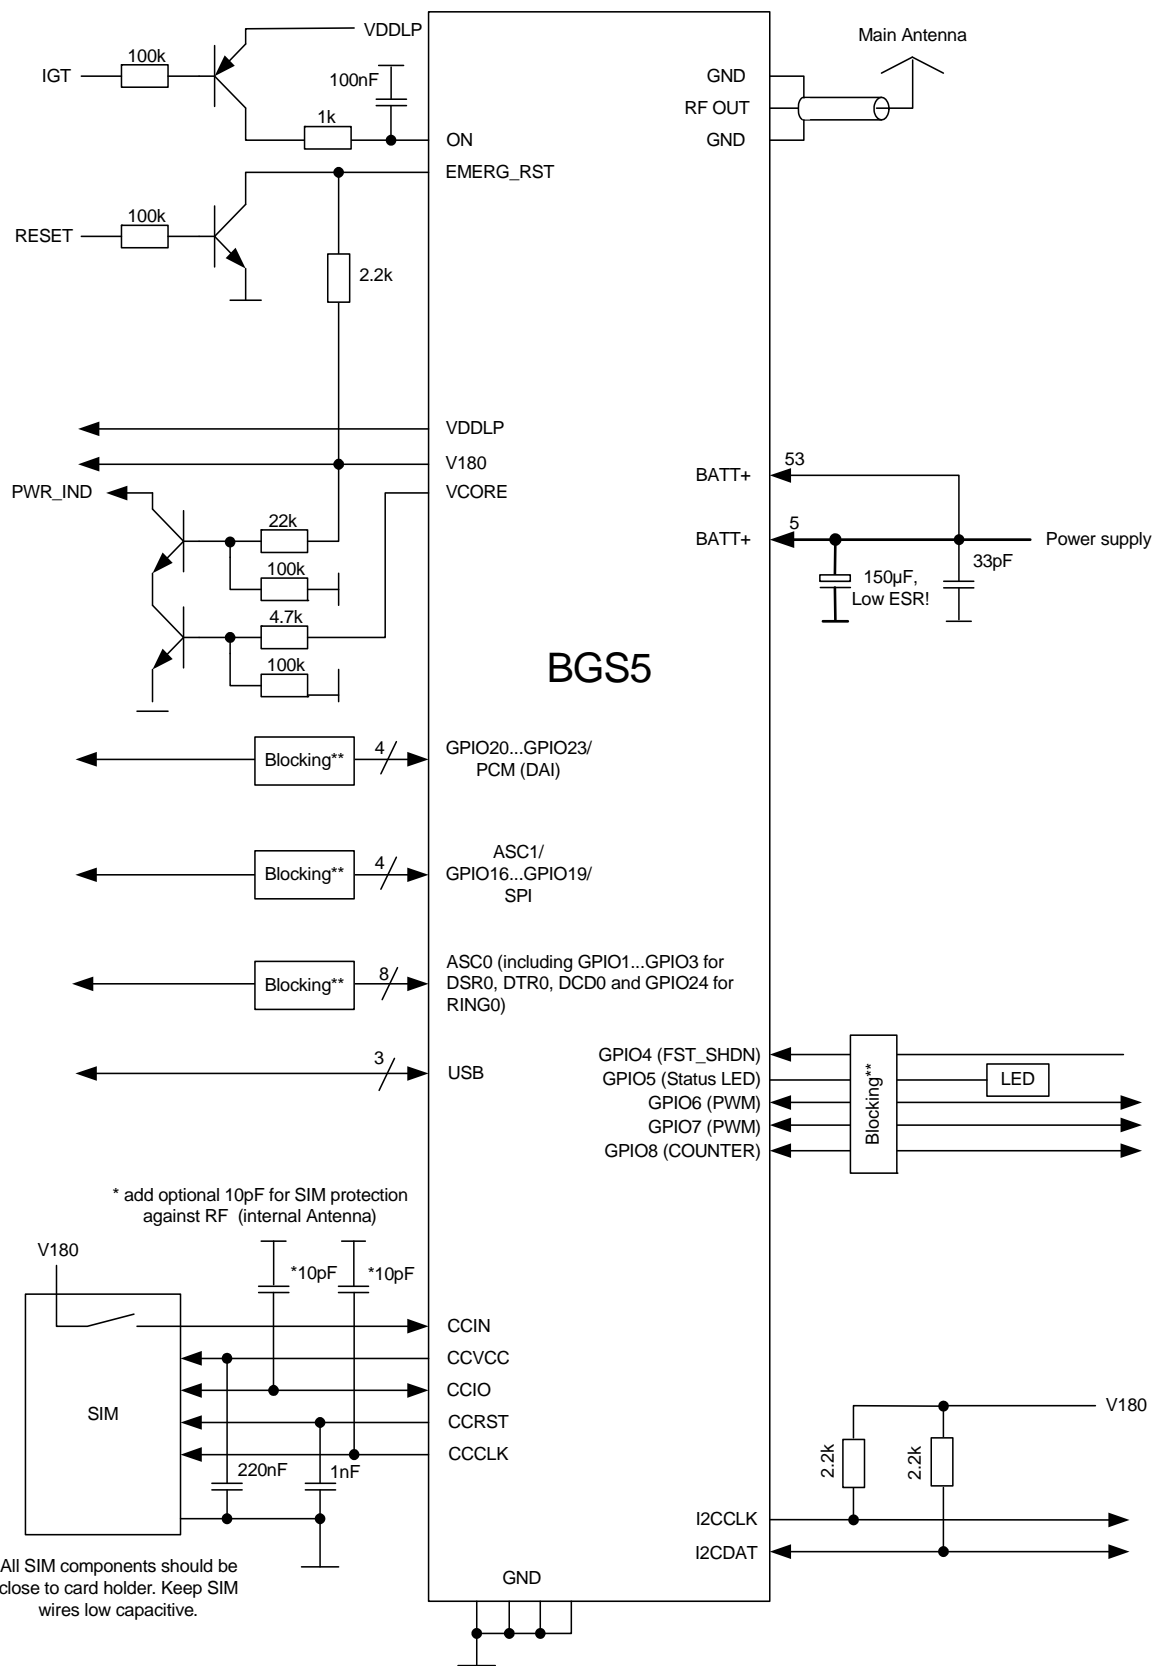 VDDLP
Main Antenna
100k
IGT
100nF
GND
RF OUT
1k
ON
GND
EMERG_RST
100k
RESET
2.2k
VDDLP
V180
53
BATT+
PWR_IND
VCORE
22k
5
BATT+
Power supply
33pF
100k
150µF,
Low ESR!
4.7k
100k
BGS5
Blocking**
4
GPIO20...GPIO23/
PCM (DAI)
Blocking**
4
ASC1/
GPIO16...GPIO19/
SPI
Blocking**
8
ASC0 (including GPIO1...GPIO3 for
DSR0, DTR0, DCD0 and GPIO24 for
RING0)
3
USB
GPIO4 (FST_SHDN)
GPIO5 (Status LED)
GPIO6 (PWM)
GPIO7 (PWM)
GPIO8 (COUNTER)
Blocking**
LED
* add optional 10pF for SIM protection
against RF (internal Antenna)
V180
*10pF
*10pF
CCIN
CCVCC
CCIO
SIM
CCRST
CCCLK
220nF
1nF
V180
2.2k
2.2k
I2CCLK
I2CDAT
All SIM components should be
close to card holder. Keep SIM
wires low capacitive.
GND